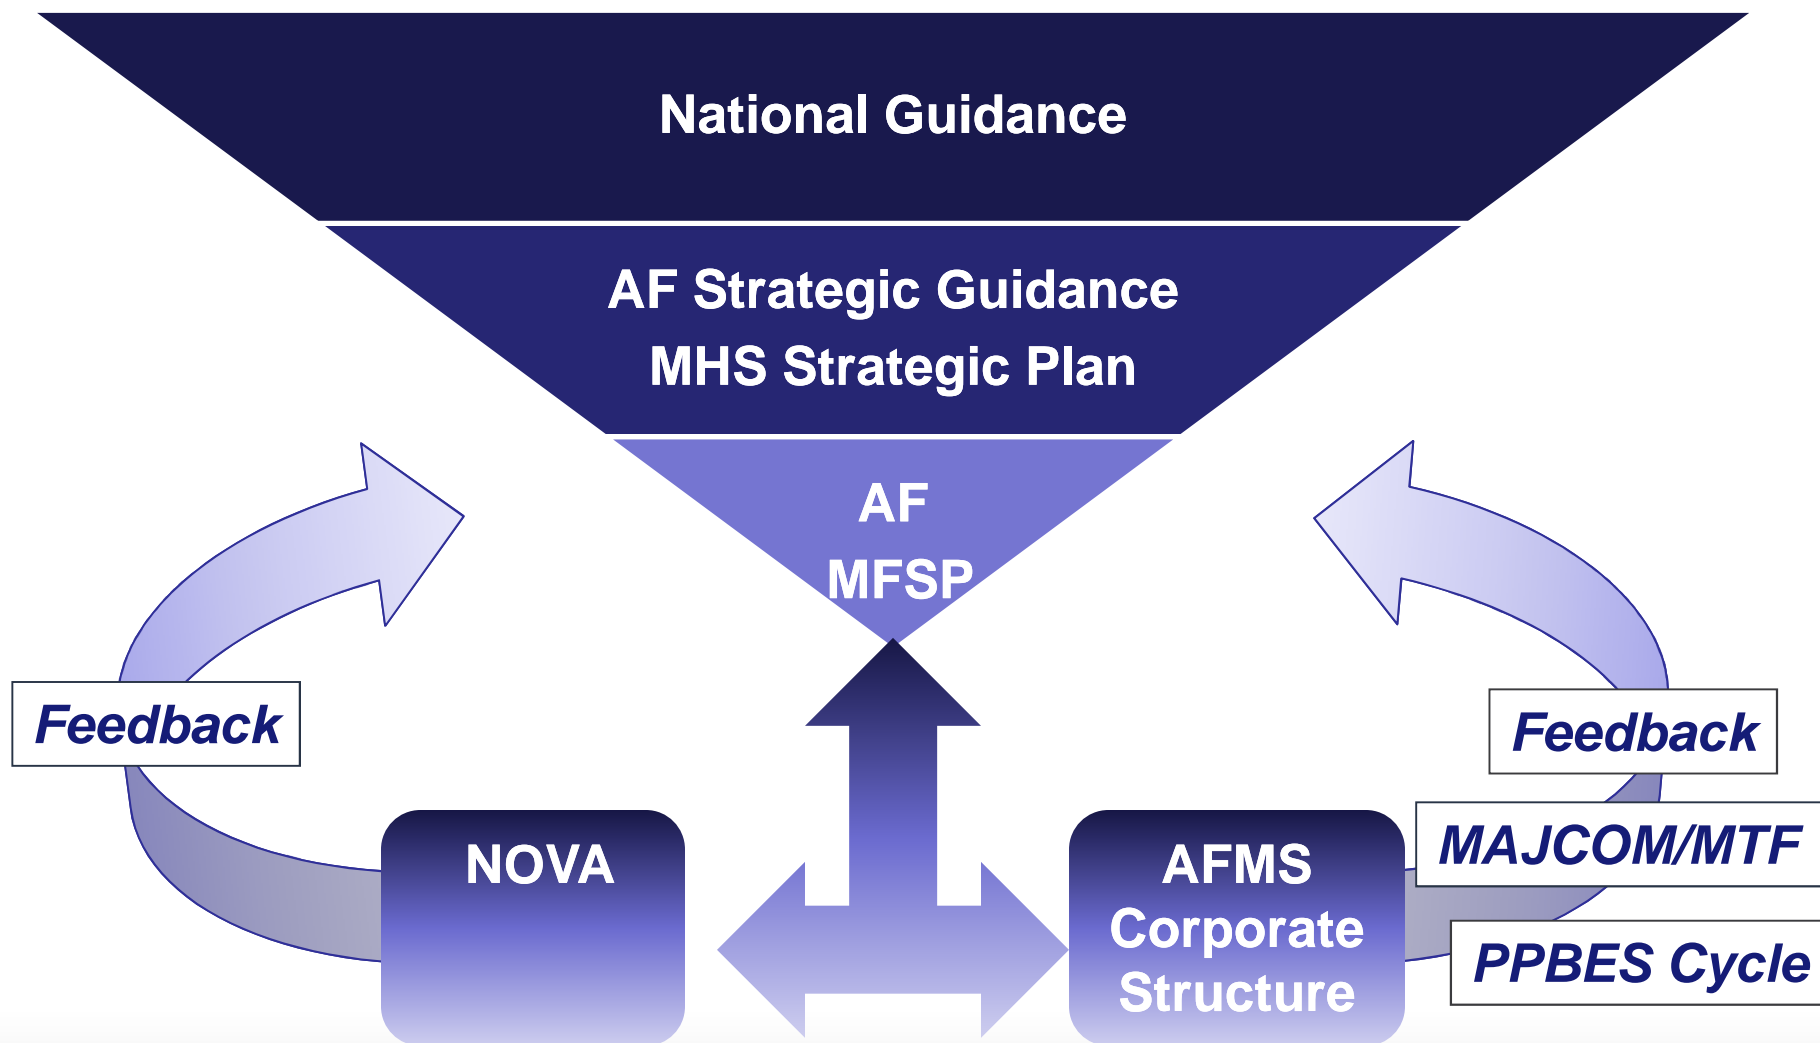 National Guidance
AF Strategic Guidance
MHS Strategic Plan
AF
MFSP
Feedback
Feedback
NOVA
AFMS
Corporate
Structure
MAJCOM/MTF
PPBES Cycle